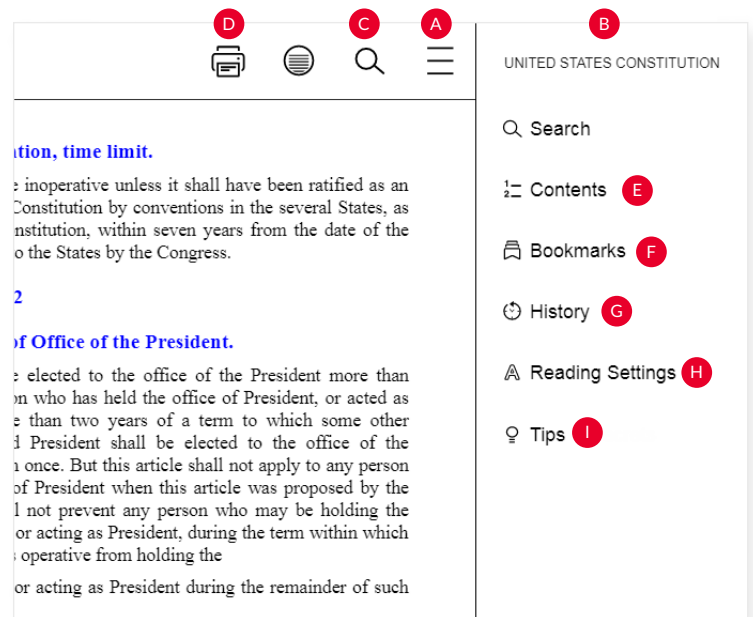 D
C
A
B
UNITED STATES CONSTITUTION
Search
1
2
Contents E
Bookmarks F
History G
A Reading Settings H
Tips I
ation, time limit.
e inoperative unless it shall have been ratified as an
Constitution by conventions in the several States, as
nstitution, within seven years from the date of the
o the States by the Congress.
2
of Office of the President.
e elected to the office of the President more than
on who has held the office of President, or acted as
e than two years of a term to which some other
d President shall be elected to the office of the
n once. But this article shall not apply to any person
of President when this article was proposed by the
l not prevent any person who may be holding the
or acting as President, during the term within which
s operative from holding the
or acting as President during the remainder of such